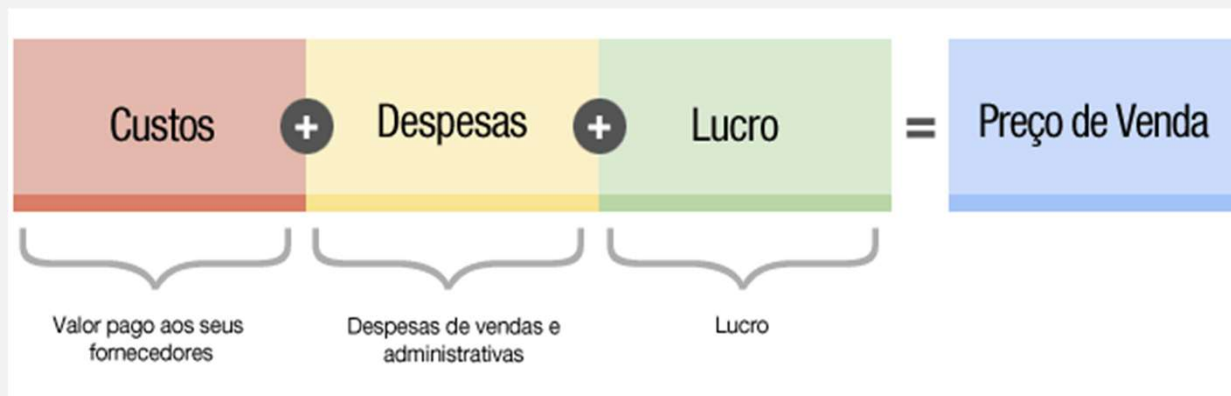 Custos + Despesas + Lucro = Preço de Venda
Valor pago aos seus
fornecedores
Despesas de vendas e
administrativas
Lucro